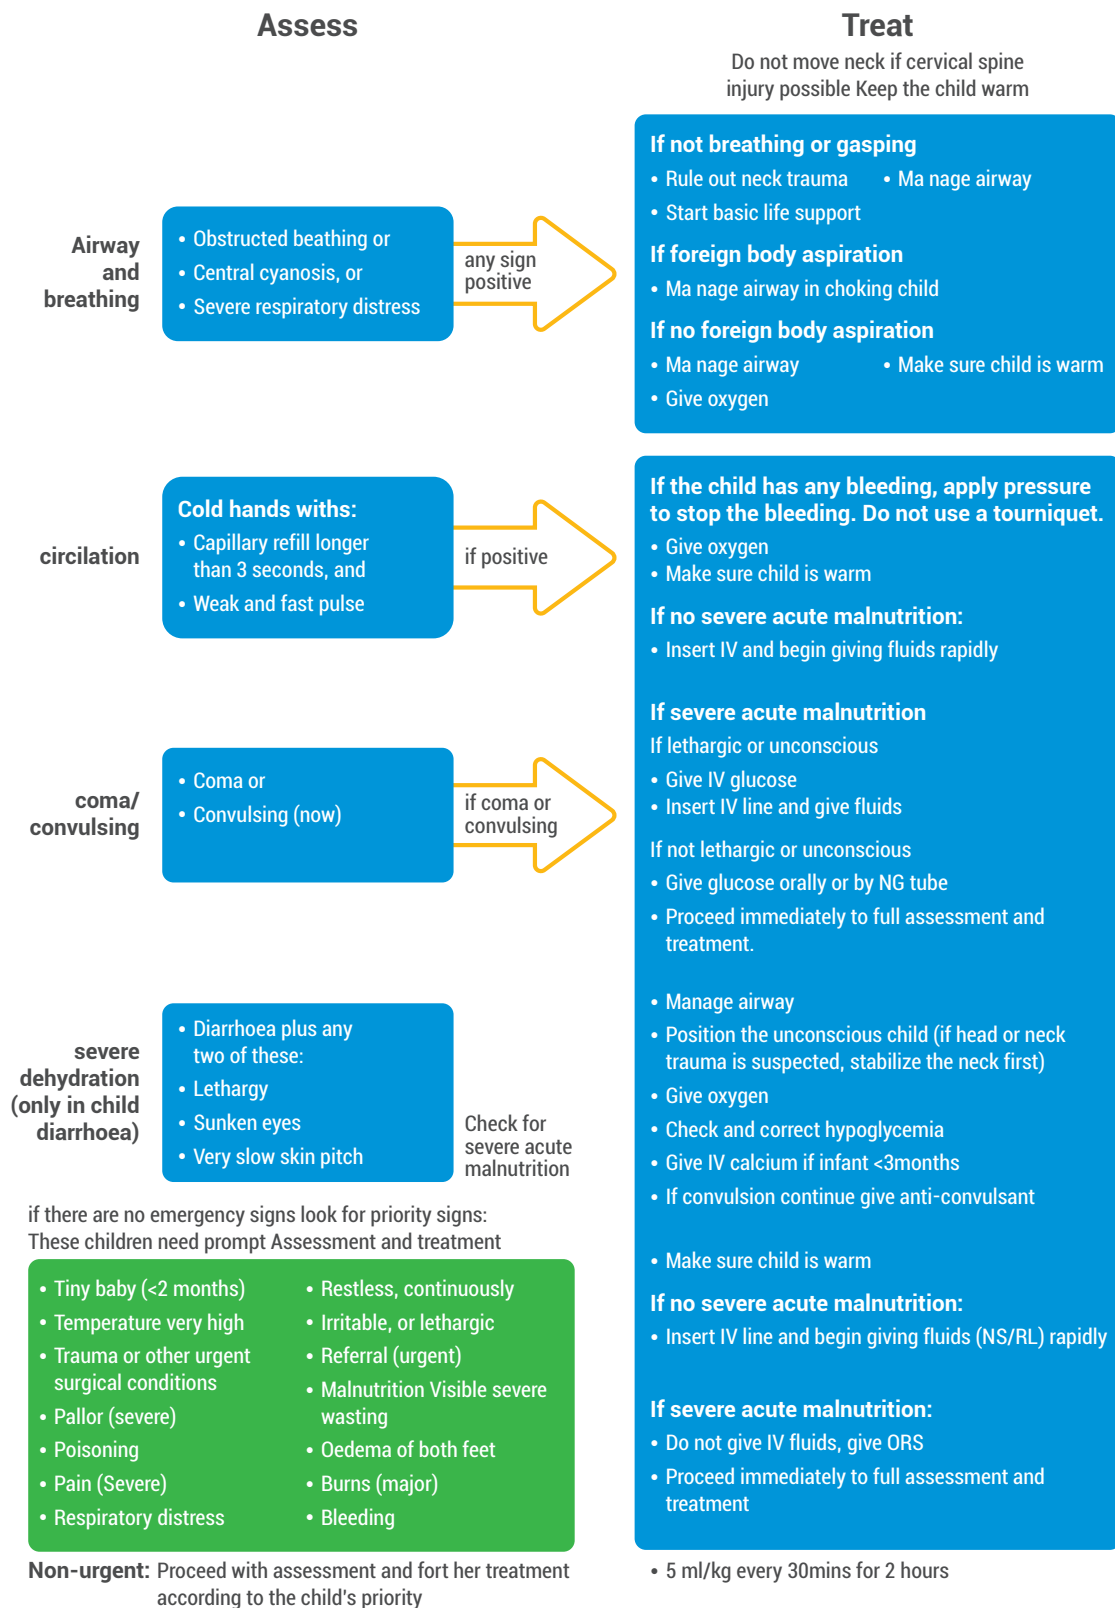 Assess
Treat
Do not move neck if cervical spine
injury possible Keep the child warm
Airway
and
breathing
• Obstructed beathing or
• Central cyanosis, or
• Severe respiratory distress
any sign
positive
If not breathing or gasping
• Rule out neck trauma • Ma nage airway
• Start basic life support
If foreign body aspiration
• Ma nage airway in choking child
If no foreign body aspiration
• Ma nage airway • Make sure child is warm
• Give oxygen
circilation
Cold hands withs:
• Capillary refill longer
than 3 seconds, and
• Weak and fast pulse
if positive
If the child has any bleeding, apply pressure
to stop the bleeding. Do not use a tourniquet.
• Give oxygen
• Make sure child is warm
If no severe acute malnutrition:
• Insert IV and begin giving fluids rapidly
If severe acute malnutrition
If lethargic or unconscious
• Give IV glucose
• Insert IV line and give fluids
If not lethargic or unconscious
• Give glucose orally or by NG tube
• Proceed immediately to full assessment and
treatment.
coma/
convulsing
• Coma or
• Convulsing (now)
if coma or
convulsing
• Manage airway
• Position the unconscious child (if head or neck
trauma is suspected, stabilize the neck first)
• Give oxygen
• Check and correct hypoglycemia
• Give IV calcium if infant <3months
• If convulsion continue give anti-convulsant
severe
dehydration
(only in child
diarrhoea)
• Diarrhoea plus any
two of these:
• Lethargy
• Sunken eyes
• Very slow skin pitch
Check for
severe acute
malnutrition
• Make sure child is warm
If no severe acute malnutrition:
• Insert IV line and begin giving fluids (NS/RL) rapidly
If severe acute malnutrition:
• Do not give IV fluids, give ORS
• Proceed immediately to full assessment and
treatment
• 5 ml/kg every 30mins for 2 hours
if there are no emergency signs look for priority signs:
These children need prompt Assessment and treatment
• Tiny baby (<2 months)
• Temperature very high
• Trauma or other urgent
surgical conditions
• Pallor (severe)
• Poisoning
• Pain (Severe)
• Respiratory distress
• Restless, continuously
• Irritable, or lethargic
• Referral (urgent)
• Malnutrition Visible severe
wasting
• Oedema of both feet
• Burns (major)
• Bleeding
Non-urgent: Proceed with assessment and fort her treatment
according to the child's priority